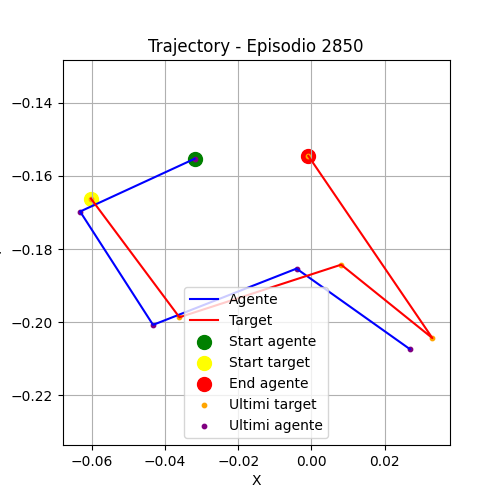 Trajectory - Episodio 2850
−0.14
−0.16
−0.18
−0.20
−0.22
−0.06
−0.04
−0.02
0.00
0.02
X
Agente
Target
Start agente
Start target
End agente
Ultimi target
Ultimi agente